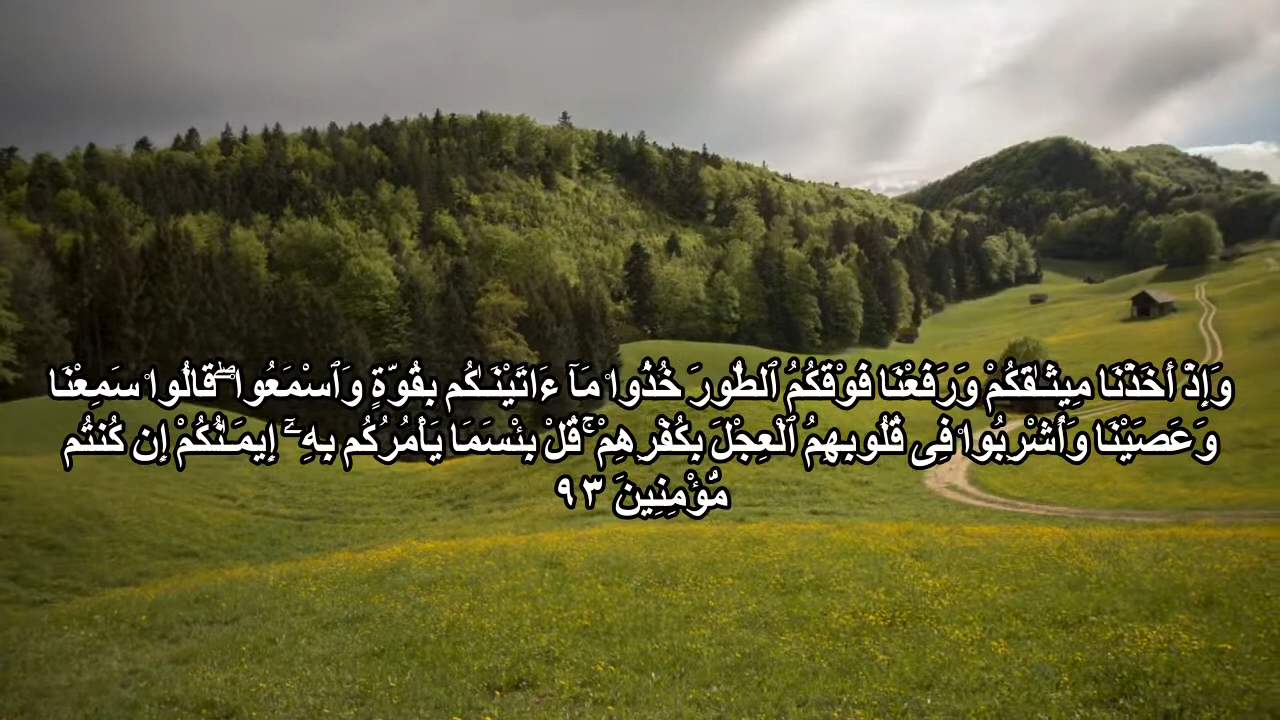 وَإِذْ أَخَذْنَا مِيثَـٰقَكُمْ وَرَفَعْنَا فَوْقَكُمُ ٱلطُّورَ خُذُوا۟ مَآ ءَاتَيْنَـٰكُم بِقُوَّةٍ وَٱسْمَعُوا۟ ۖ قَالُوا۟ سَمِعْنَا
وَعَصَيْنَا وَأُشْرِبُوا۟ فِى قُلُوبِهِمُ ٱلْعِجْلَ بِكُفْرِهِمْ ۚ قُلْ بِئْسَمَا يَأْمُرُكُم بِهِۦٓ إِيمَـٰنُكُمْ إِن كُنتُم
مُّؤْمِنِينَ ٩٣